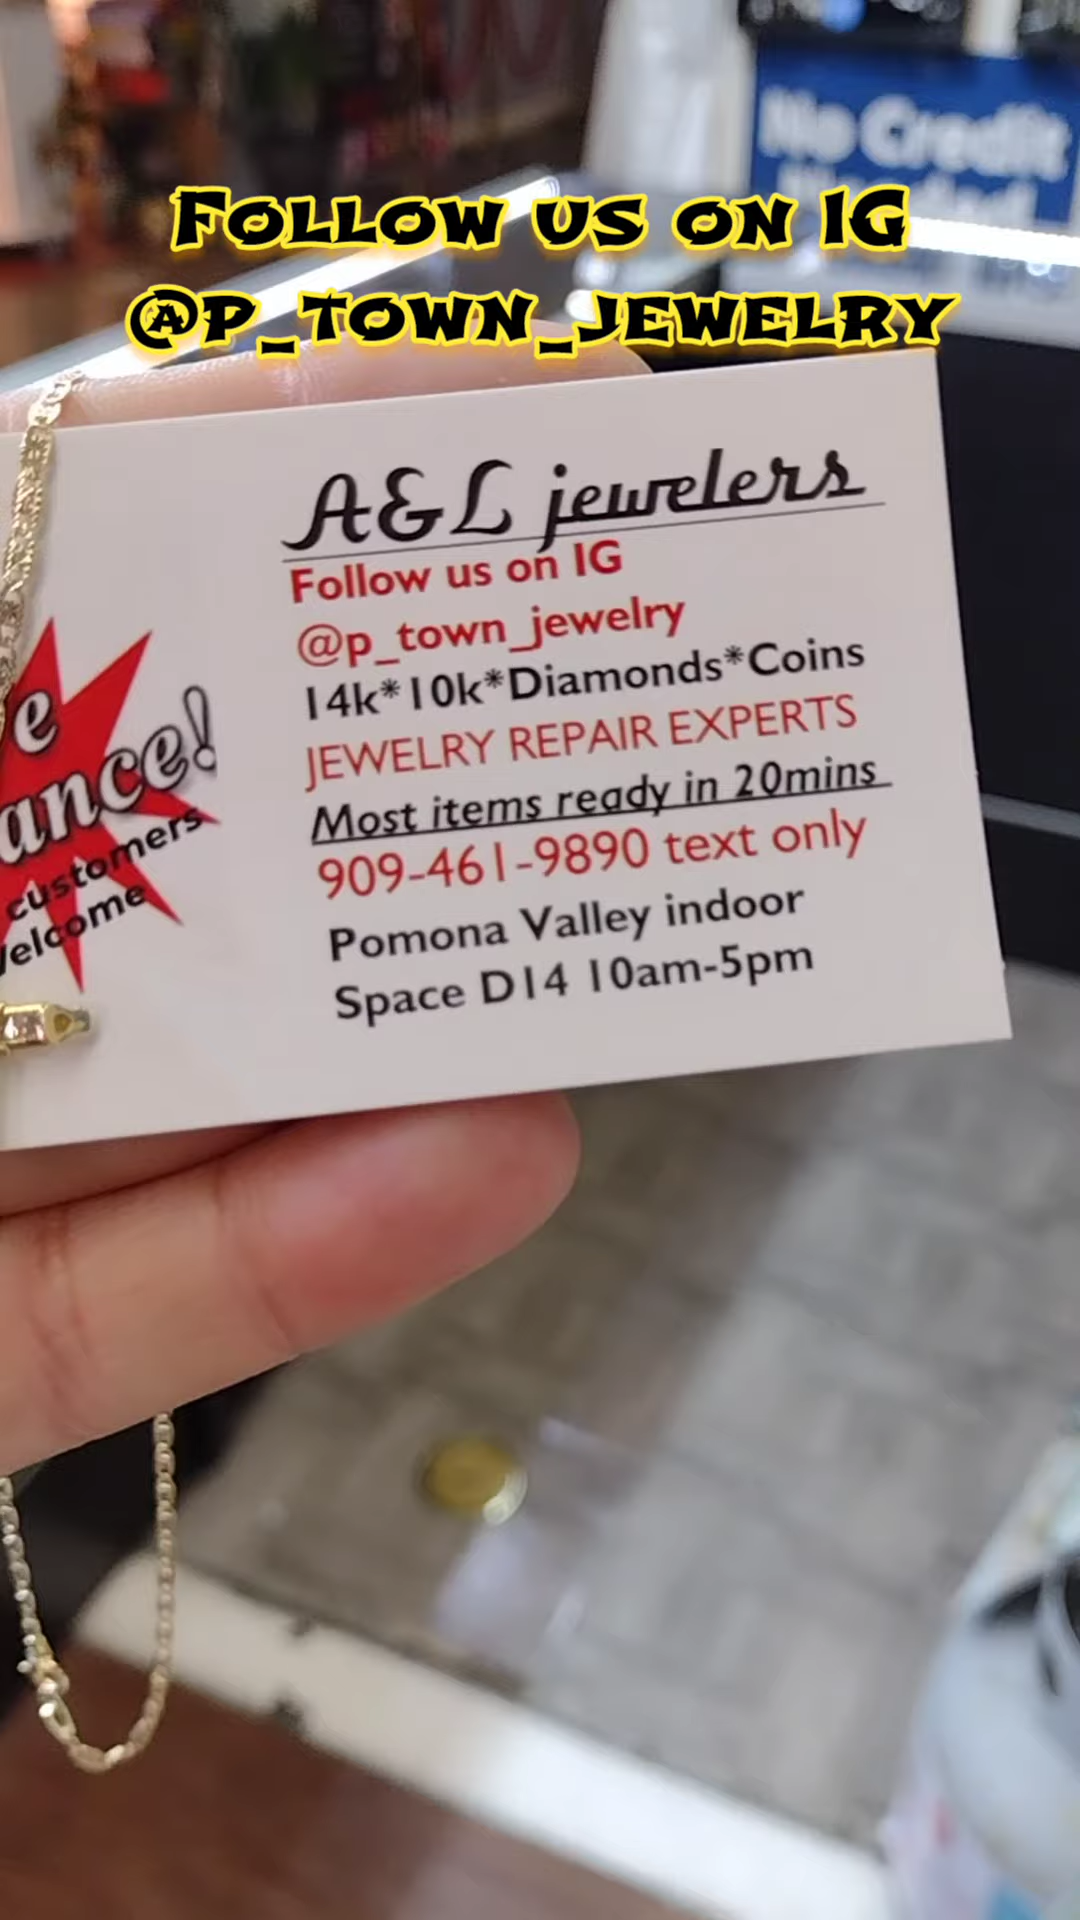 No Credit
Follow us on IG
@p_town_jewelry
A&L jewelers
Follow us on IG
@p_town_jewelry
14k*10k*Diamonds*Coins
JEWELRY REPAIR EXPERTS
Most items ready in 20mins
909-461-9890 text only
Pomona Valley indoor
Space D14 10am-5pm
customers